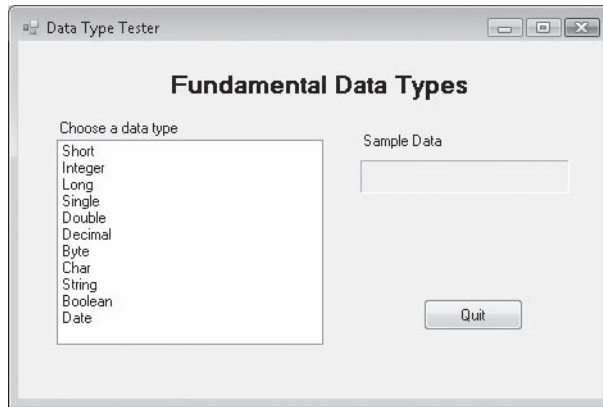 Data Type Tester
Fundamental Data Types
Choose a data type
Short
Integer
Long
Single
Double
Decimal
Byte
Char
String
Boolean
Date
Sample Data
Quit